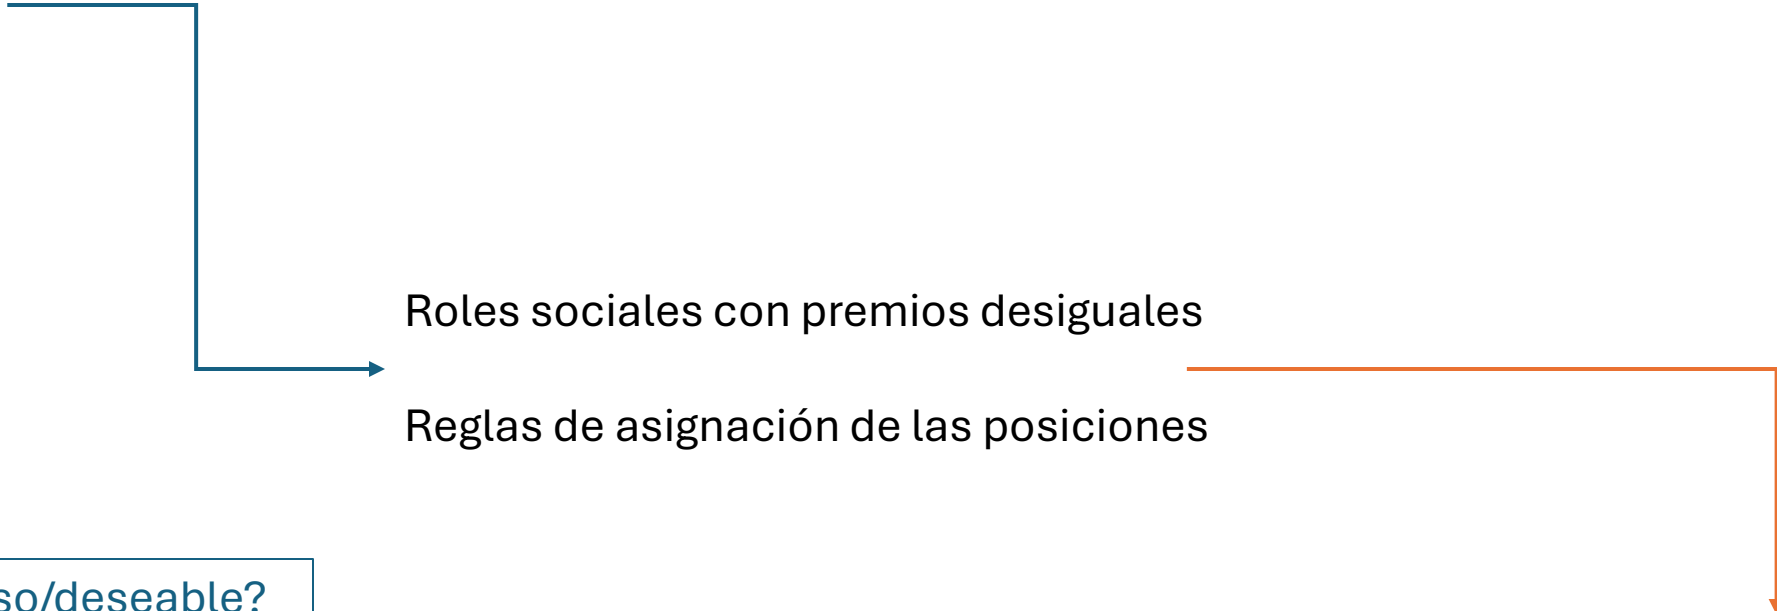 Roles sociales con premios desiguales
Reglas de asignación de las posiciones
so/deseable?